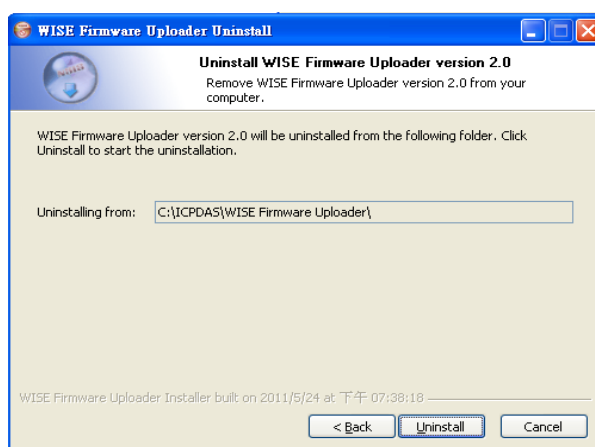 WISE Firmware Uploader Uninstall
Uninstall WISE Firmware Uploader version 2.0
Remove WISE Firmware Uploader version 2.0 from your
computer.
WISE Firmware Uploader version 2.0 will be uninstalled from the following folder. Click
Uninstall to start the uninstallation.
Uninstalling from: C:\ICPDAS\WISE Firmware Uploader\
WISE Firmware Uploader Installer built on 2011/5/24 at 下午 07:38:18
< Back Uninstall Cancel